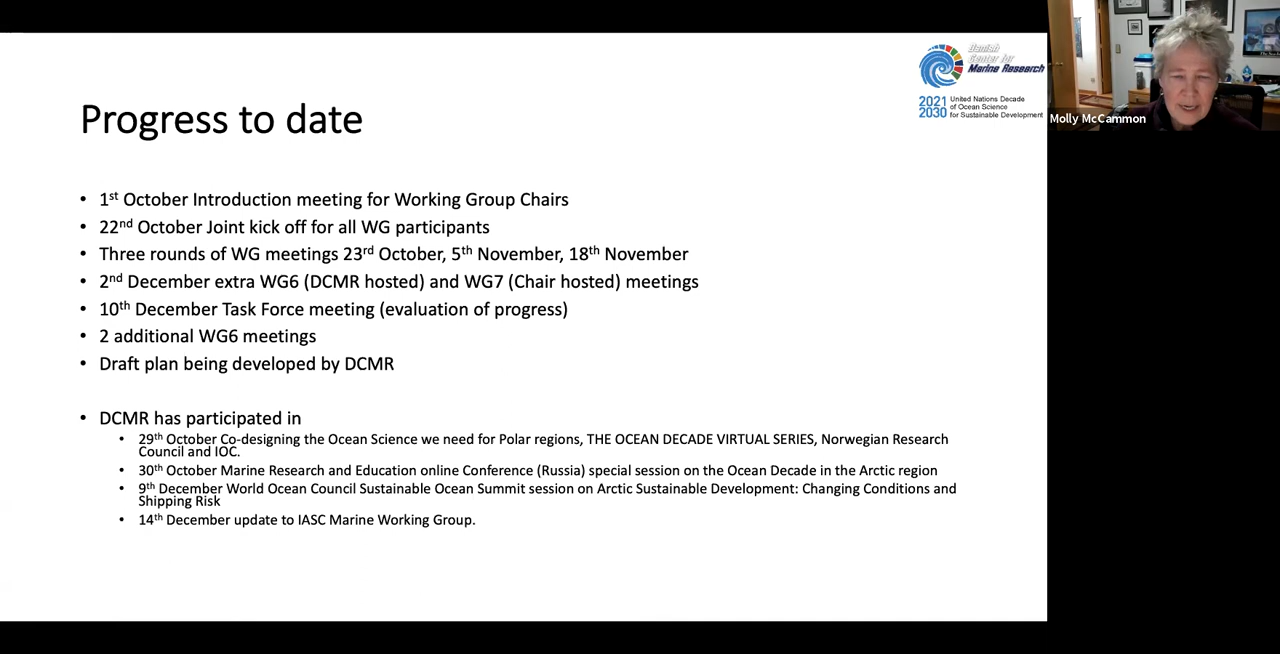 Danish
Center for
Marine Research
2021
2030
United Nations Decade
of Ocean Science
for Sustainable Development
Molly McCammon
Progress to date
• 1st October Introduction meeting for Working Group Chairs
• 22nd October Joint kick off for all WG participants
• Three rounds of WG meetings 23rd October, 5th November, 18th November
• 2nd December extra WG6 (DCMR hosted) and WG7 (Chair hosted) meetings
• 10th December Task Force meeting (evaluation of progress)
• 2 additional WG6 meetings
• Draft plan being developed by DCMR
• DCMR has participated in
• 29th October Co-designing the Ocean Science we need for Polar regions, THE OCEAN DECADE VIRTUAL SERIES, Norwegian Research
Council and IOC.
• 30th October Marine Research and Education online Conference (Russia) special session on the Ocean Decade in the Arctic region
• 9th December World Ocean Council Sustainable Ocean Summit session on Arctic Sustainable Development: Changing Conditions and
Shipping Risk
• 14th December update to IASC Marine Working Group.